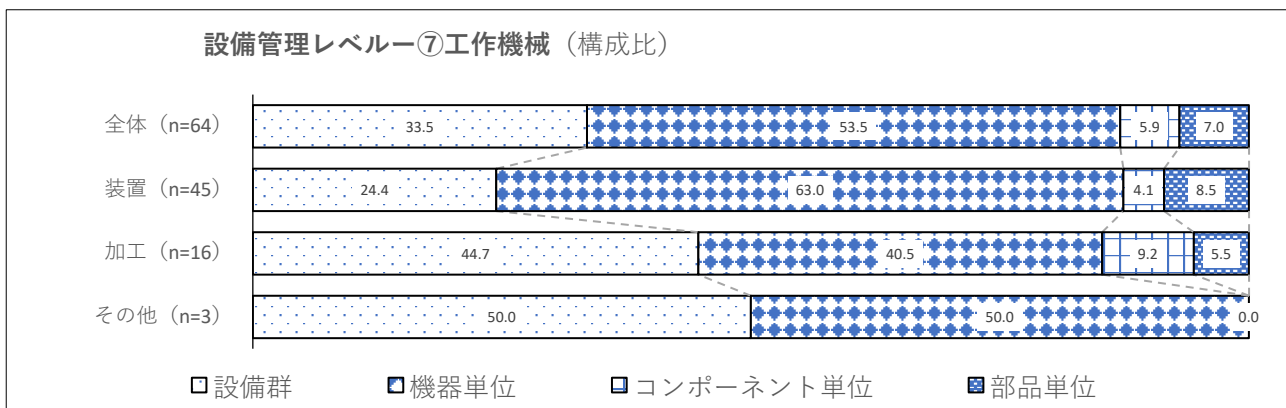 設備管理レベルー⑦工作機械（構成比）
全体（n=64） 33.5 53.5 5.9 7.0
装置（n=45） 24.4 63.0 4.1 8.5
加工（n=16） 44.7 40.5 9.2 5.5
その他（n=3） 50.0 50.0 0.0
設備群 機器単位 コンポーネント単位 部品単位